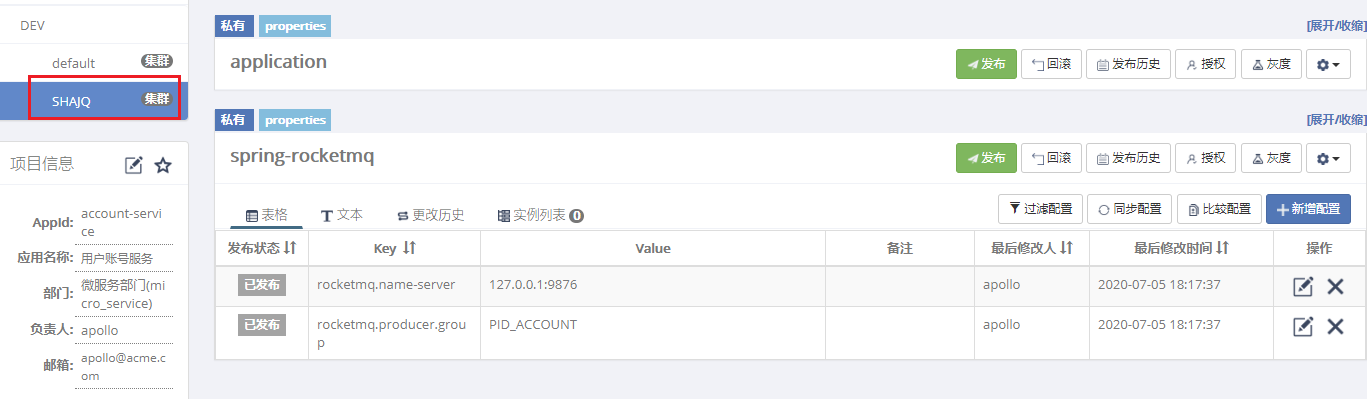 DEV
default 集群
SHAJQ 集群
项目信息
AppId: account-servi
ce
应用名称: 用户账号服务
部门: 微服务部门(mi
cro_service)
负责人: apollo
邮箱: apollo@acme.c
om
私有 properties [展开/收缩]
application 发布 回滚 发布历史 授权 灰度
私有 properties [展开/收缩]
spring-rocketmq 发布 回滚 发布历史 授权 灰度
表格 文本 更改历史 实例列表 0 过滤配置 同步配置 比较配置 新增配置
发布状态 Key Value 备注 最后修改人 最后修改时间 操作
已发布 rocketmq.name-server 127.0.0.1:9876 apollo 2020-07-05 18:17:37
已发布 rocketmq.producer.grou PID_ACCOUNT apollo 2020-07-05 18:17:37
p